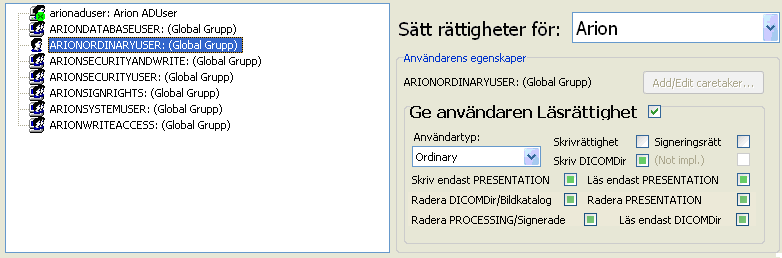 arionaduser: Arion ADUser
ARIONDATABASEUSER: (Global Grupp)
ARIONORDINARYUSER: (Global Grupp)
ARIONSECURITYANDWRITE: (Global Grupp)
ARIONSECURITYUSER: (Global Grupp)
ARIONSIGNRIGHTS: (Global Grupp)
ARIONSYSTEMUSER: (Global Grupp)
ARIONWRITEACCESS: (Global Grupp)
Sätt rättigheter för: Arion
Användarens egenskaper
ARIONORDINARYUSER: (Global Grupp) Add/Edit caretaker...
Ge användaren Läsrättighet
Användartyp: Skrivrättighet Signeringsrätt
Ordinary Skriv DICOMDir (Not impl.)
Skriv endast PRESENTATION Läs endast PRESENTATION
Radera DICOMDir/Bildkatalog Radera PRESENTATION
Radera PROCESSING/Signerade Läs endast DICOMDir